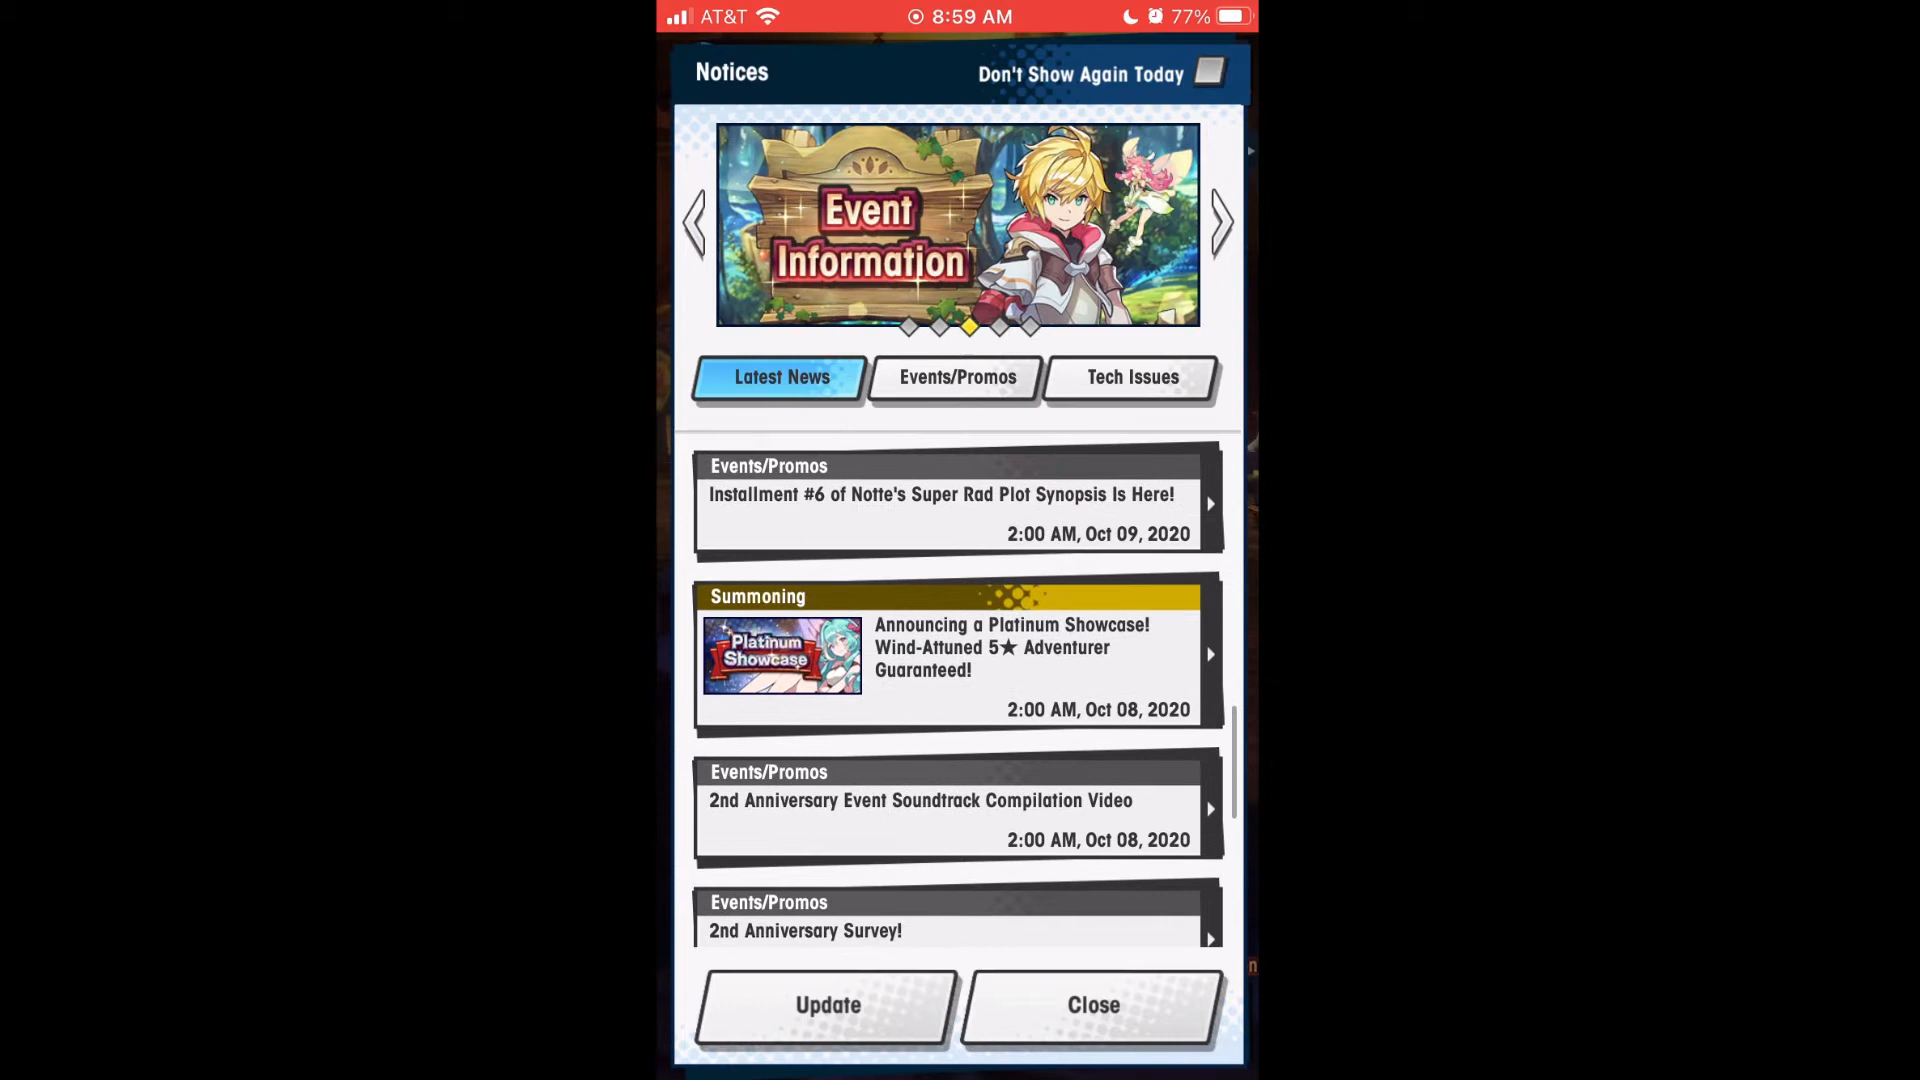 AT&T 8:59 AM 77%
Notices
Don't Show Again Today
Event
Information
Latest News
Events/Promos
Tech Issues
Events/Promos
Installment #6 of Notte's Super Rad Plot Synopsis Is Here!
2:00 AM, Oct 09, 2020
Summoning
Platinum
Showcase
Announcing a Platinum Showcase!
Wind-Attuned 5★ Adventurer
Guaranteed!
2:00 AM, Oct 08, 2020
Events/Promos
2nd Anniversary Event Soundtrack Compilation Video
2:00 AM, Oct 08, 2020
Events/Promos
2nd Anniversary Survey!
Update
Close